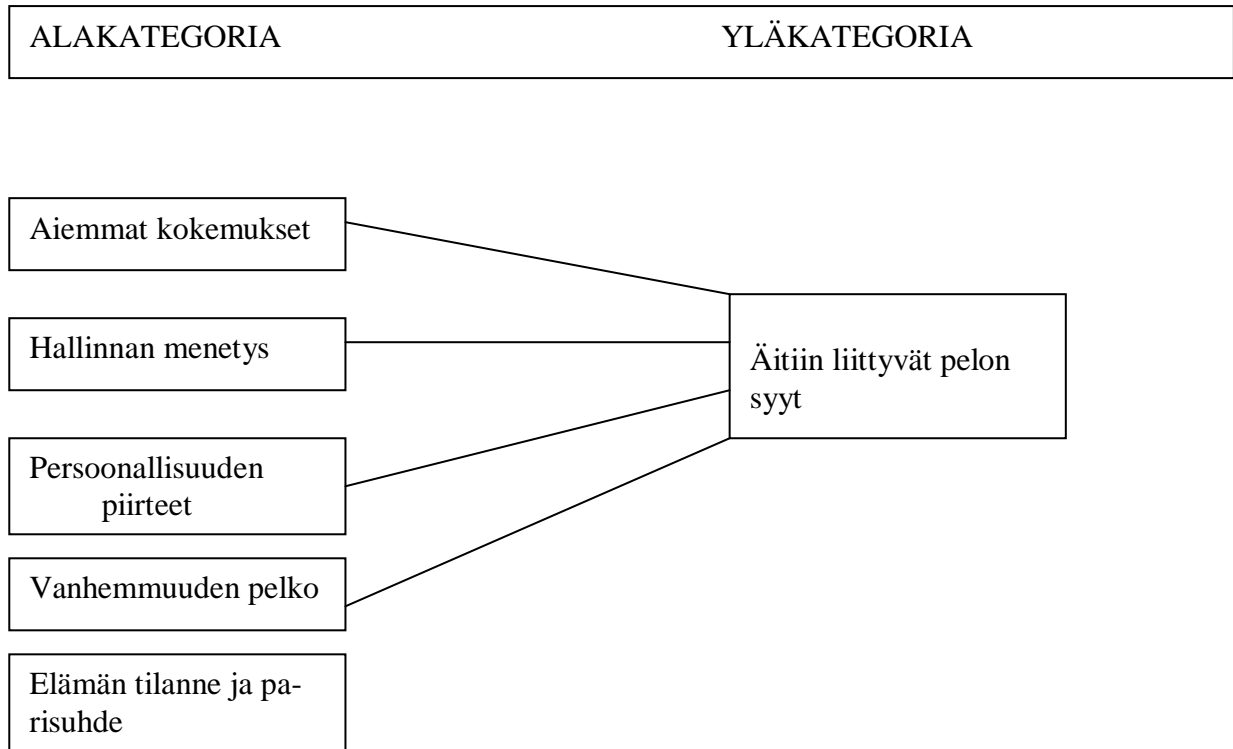 ALAKATEGORIA YLÄKATEGORIA
Aiemmat kokemukset
Hallinnan menetys
Äitiin liittyvät pelon
syyt
Persoonallisuuden
piirteet
Vanhemmuuden pelko
Elämän tilanne ja pa-
risuhde